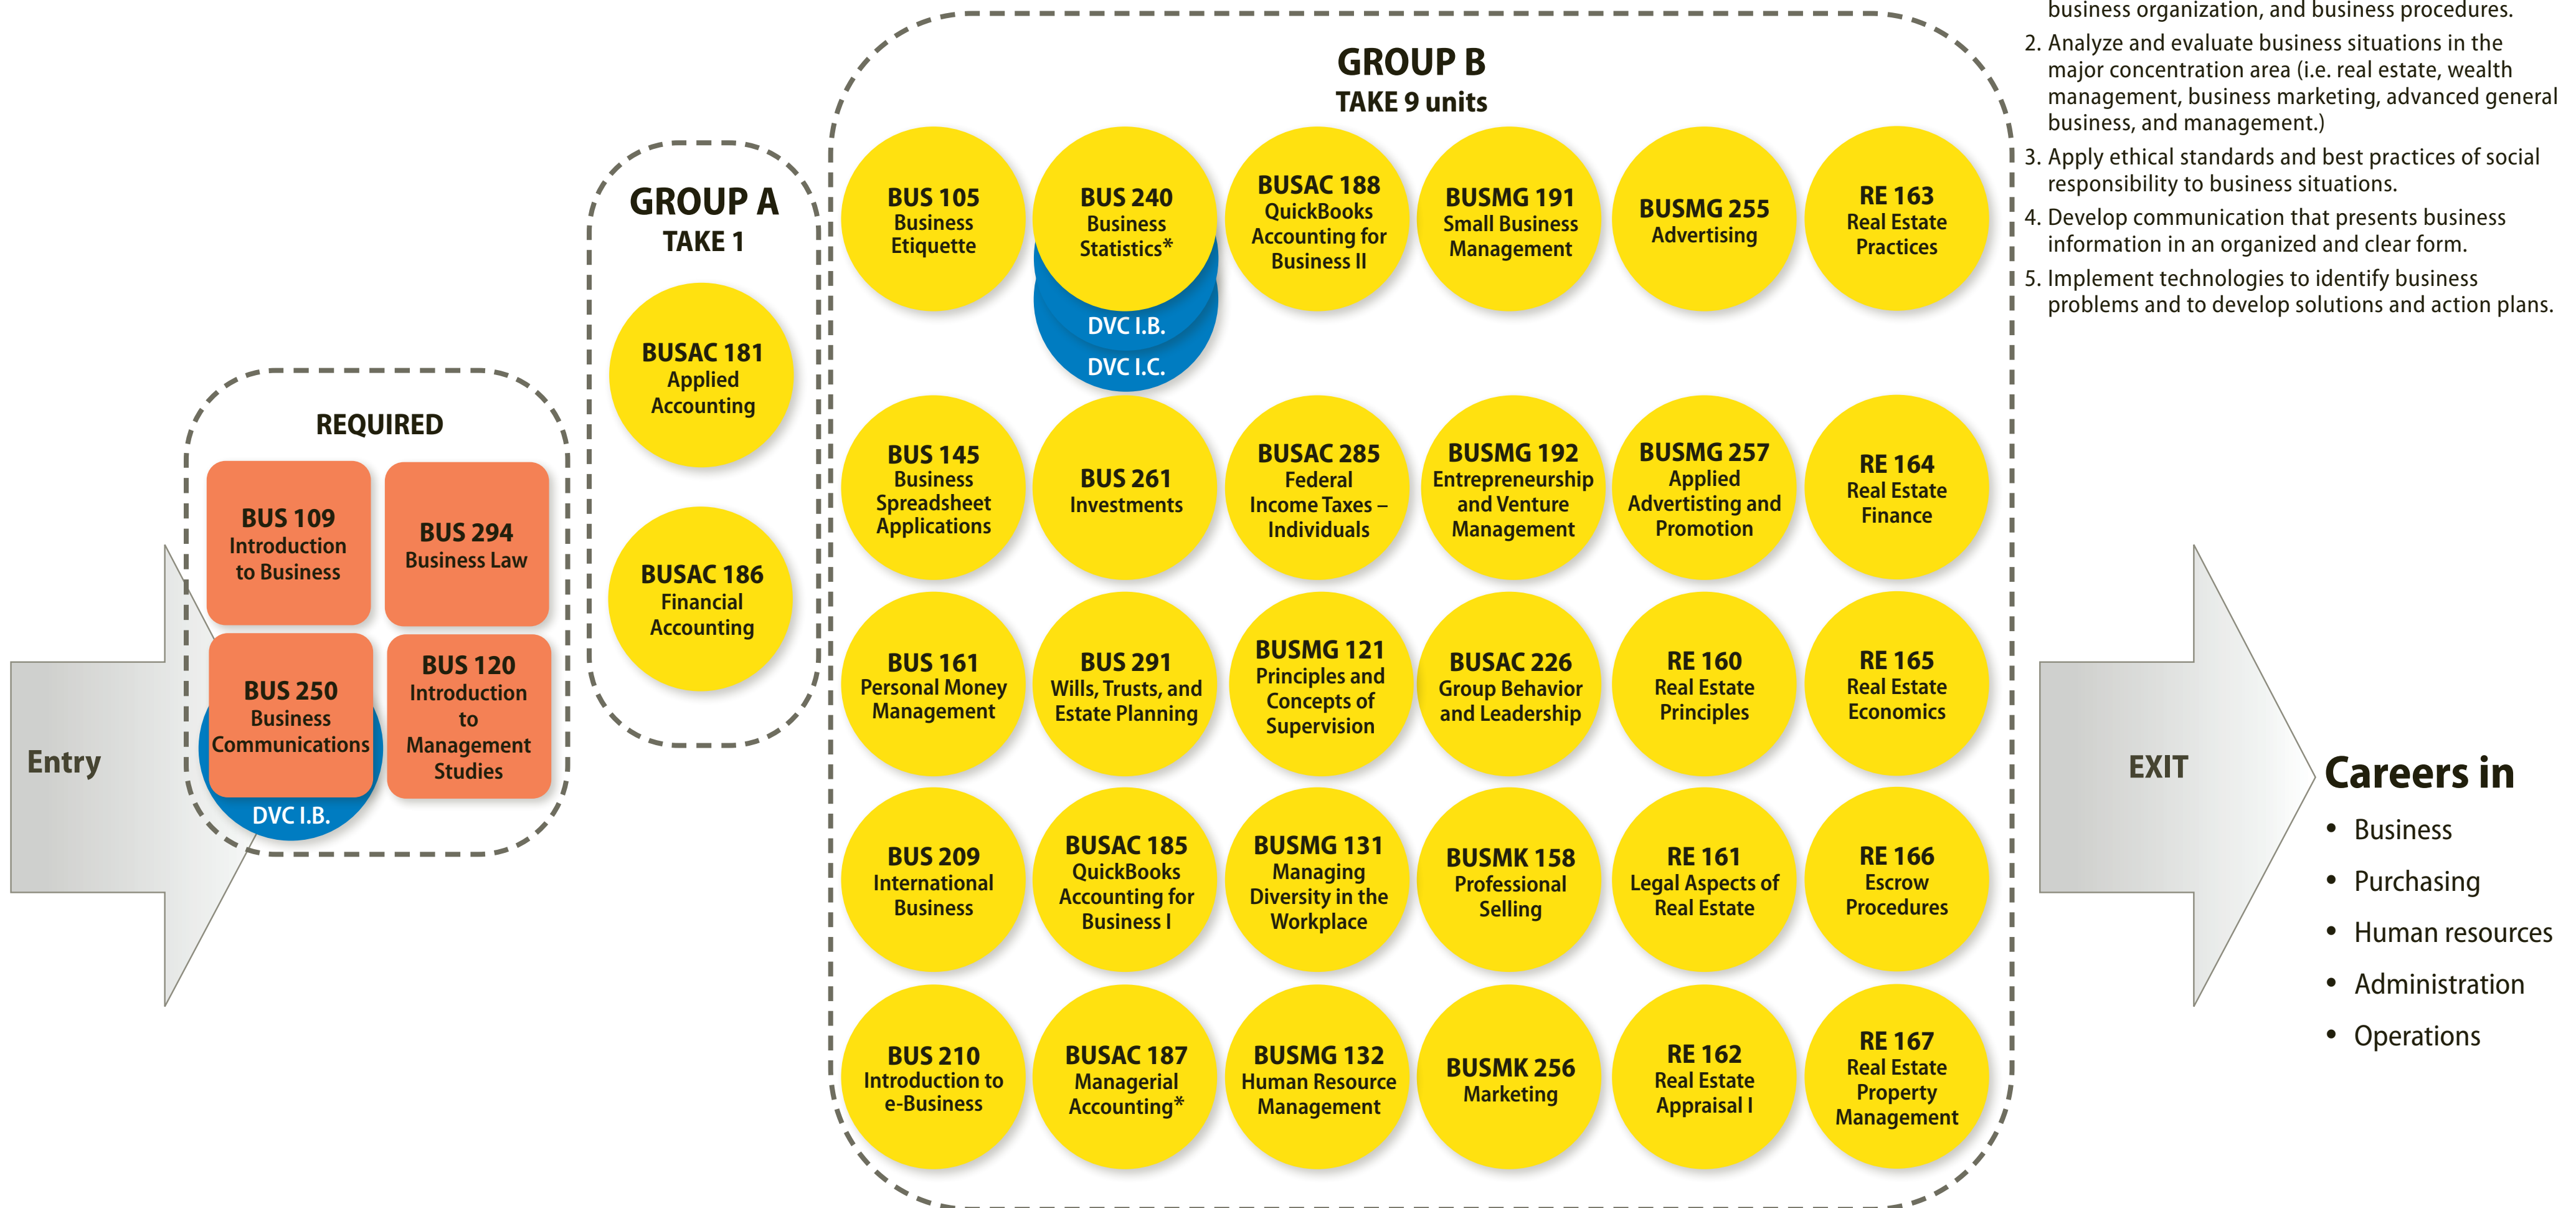 business organization, and business procedures.
2. Analyze and evaluate business situations in the
major concentration area (i.e. real estate, wealth
management, business marketing, advanced general
business, and management.)
3. Apply ethical standards and best practices of social
responsibility to business situations.
4. Develop communication that presents business
information in an organized and clear form.
5. Implement technologies to identify business
problems and to develop solutions and action plans.
Entry
REQUIRED
BUS 109
Introduction
to Business
BUS 294
Business Law
BUS 250
Business
Communications
DVC I.B.
BUS 120
Introduction
to
Management
Studies
GROUP A
TAKE 1
BUSAC 181
Applied
Accounting
BUSAC 186
Financial
Accounting
GROUP B
TAKE 9 units
BUS 105
Business
Etiquette
BUS 240
Business
Statistics*
DVC I.B.
DVC I.C.
BUSAC 188
QuickBooks
Accounting for
Business II
BUSMG 191
Small Business
Management
BUSMG 255
Advertising
RE 163
Real Estate
Practices
BUS 145
Business
Spreadsheet
Applications
BUS 261
Investments
BUSAC 285
Federal
Income Taxes –
Individuals
BUSMG 192
Entrepreneurship
and Venture
Management
BUSMG 257
Applied
Advertisting and
Promotion
RE 164
Real Estate
Finance
BUS 161
Personal Money
Management
BUS 291
Wills, Trusts, and
Estate Planning
BUSMG 121
Principles and
Concepts of
Supervision
BUSAC 226
Group Behavior
and Leadership
RE 160
Real Estate
Principles
RE 165
Real Estate
Economics
BUS 209
International
Business
BUSAC 185
QuickBooks
Accounting for
Business I
BUSMG 131
Managing
Diversity in the
Workplace
BUSMK 158
Professional
Selling
RE 161
Legal Aspects of
Real Estate
RE 166
Escrow
Procedures
BUS 210
Introduction to
e-Business
BUSAC 187
Managerial
Accounting*
BUSMG 132
Human Resource
Management
BUSMK 256
Marketing
RE 162
Real Estate
Appraisal I
RE 167
Real Estate
Property
Management
EXIT
Careers in
• Business
• Purchasing
• Human resources
• Administration
• Operations